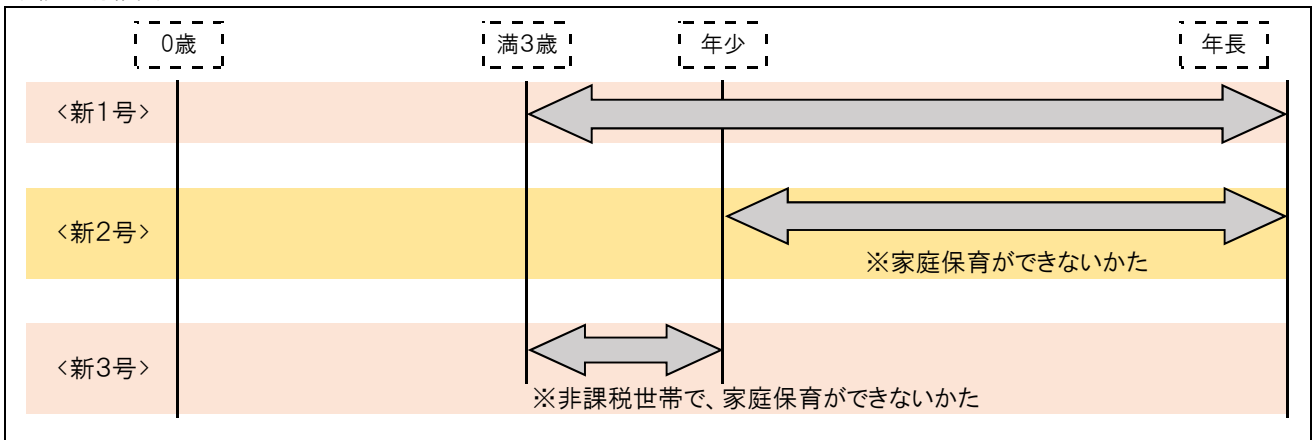 0歳
満3歳
年少
年長
<新1号>
<新2号>
※家庭保育ができないかた
<新3号>
※非課税世帯で、家庭保育ができないかた